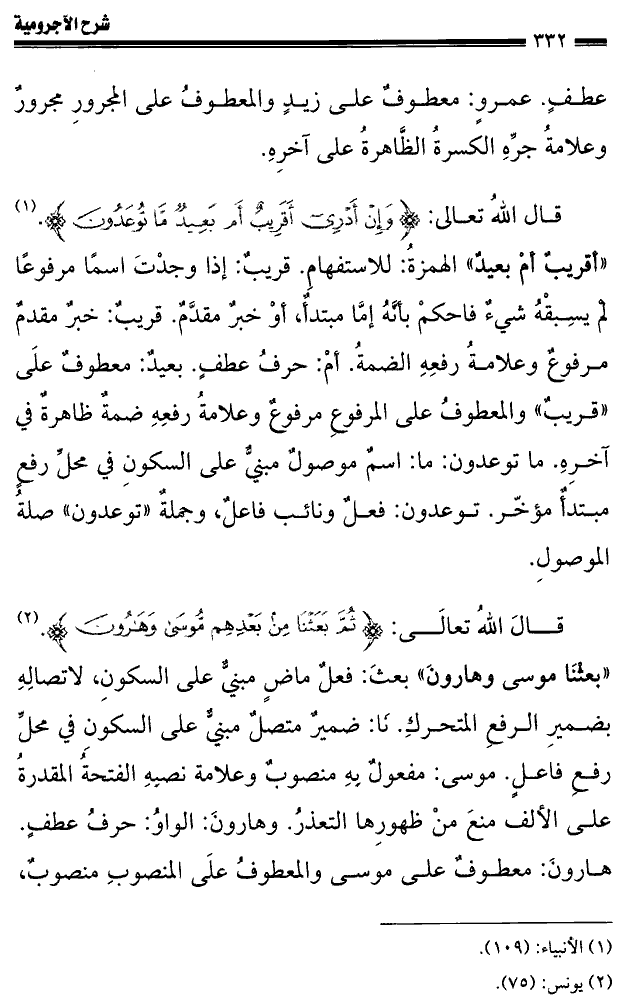 شرح الآجرومية
٣٣٢
عطفٍ. عمروٍ: معطوفٌ على زيدٍ والمعطوفُ على المجرورِ مجرورٌ
وعلامةُ جرِّهِ الكسرةُ الظَّاهرةُ على آخرِهِ.
قال اللهُ تعالى: ﴿وَإِنْ أَدْرِىٓ أَقَرِيبٌ أَم بَعِيدٌ مَّا تُوعَدُونَ﴾.(١)
«أقريبٌ أمْ بعيدٌ» الهمزةُ: للاستفهامِ. قريبٌ: إذا وجدْتَ اسمًا مرفوعًا
لمْ يسبقْهُ شيءٌ فاحكمْ بأنَّهُ إمَّا مبتدأٌ، أوْ خبرٌ مقدَّمٌ. قريبٌ: خبرٌ مقدمٌ
مرفوعٌ وعلامةُ رفعِهِ الضمةُ. أمْ: حرفُ عطفٍ. بعيدٌ: معطوفٌ علَى
«قريبٌ» والمعطوفُ على المرفوعِ مرفوعٌ وعلامةُ رفعِهِ ضمةٌ ظاهرةٌ في
آخرِهِ. ما توعدون: ما: اسمٌ موصولٌ مبنيٌّ على السكونِ في محلِّ رفعٍ
مبتدأٌ مؤخّر. توعدون: فعلٌ ونائب فاعلٌ، وجملةُ «توعدون» صلةُ
الموصولِ.
قالَ اللهُ تعالَى: ﴿ثُمَّ بَعَثْنَا مِنۢ بَعْدِهِم مُّوسَىٰ وَهَٰرُونَ﴾.(٢)
«بعثْنَا موسى وهارونَ» بعثَ: فعلٌ ماضٍ مبنيٌّ على السكونِ، لاتصالِهِ
بضميرِ الرفعِ المتحركِ. نَا: ضميرٌ متصلٌ مبنيٌّ على السكونِ في محلِّ
رفعِ فاعلٍ. موسى: مفعولٌ بِهِ منصوبٌ وعلامة نصبِهِ الفتحةُ المقدرةُ
على الألف منعَ منْ ظهورِها التعذرُ. وهارونَ: الواوُ: حرفُ عطفٍ.
هارونَ: معطوفٌ على موسى والمعطوفُ علَى المنصوبِ منصوبٌ،
(١) الأنبياء: (١٠٩).
(٢) يونس: (٧٥).